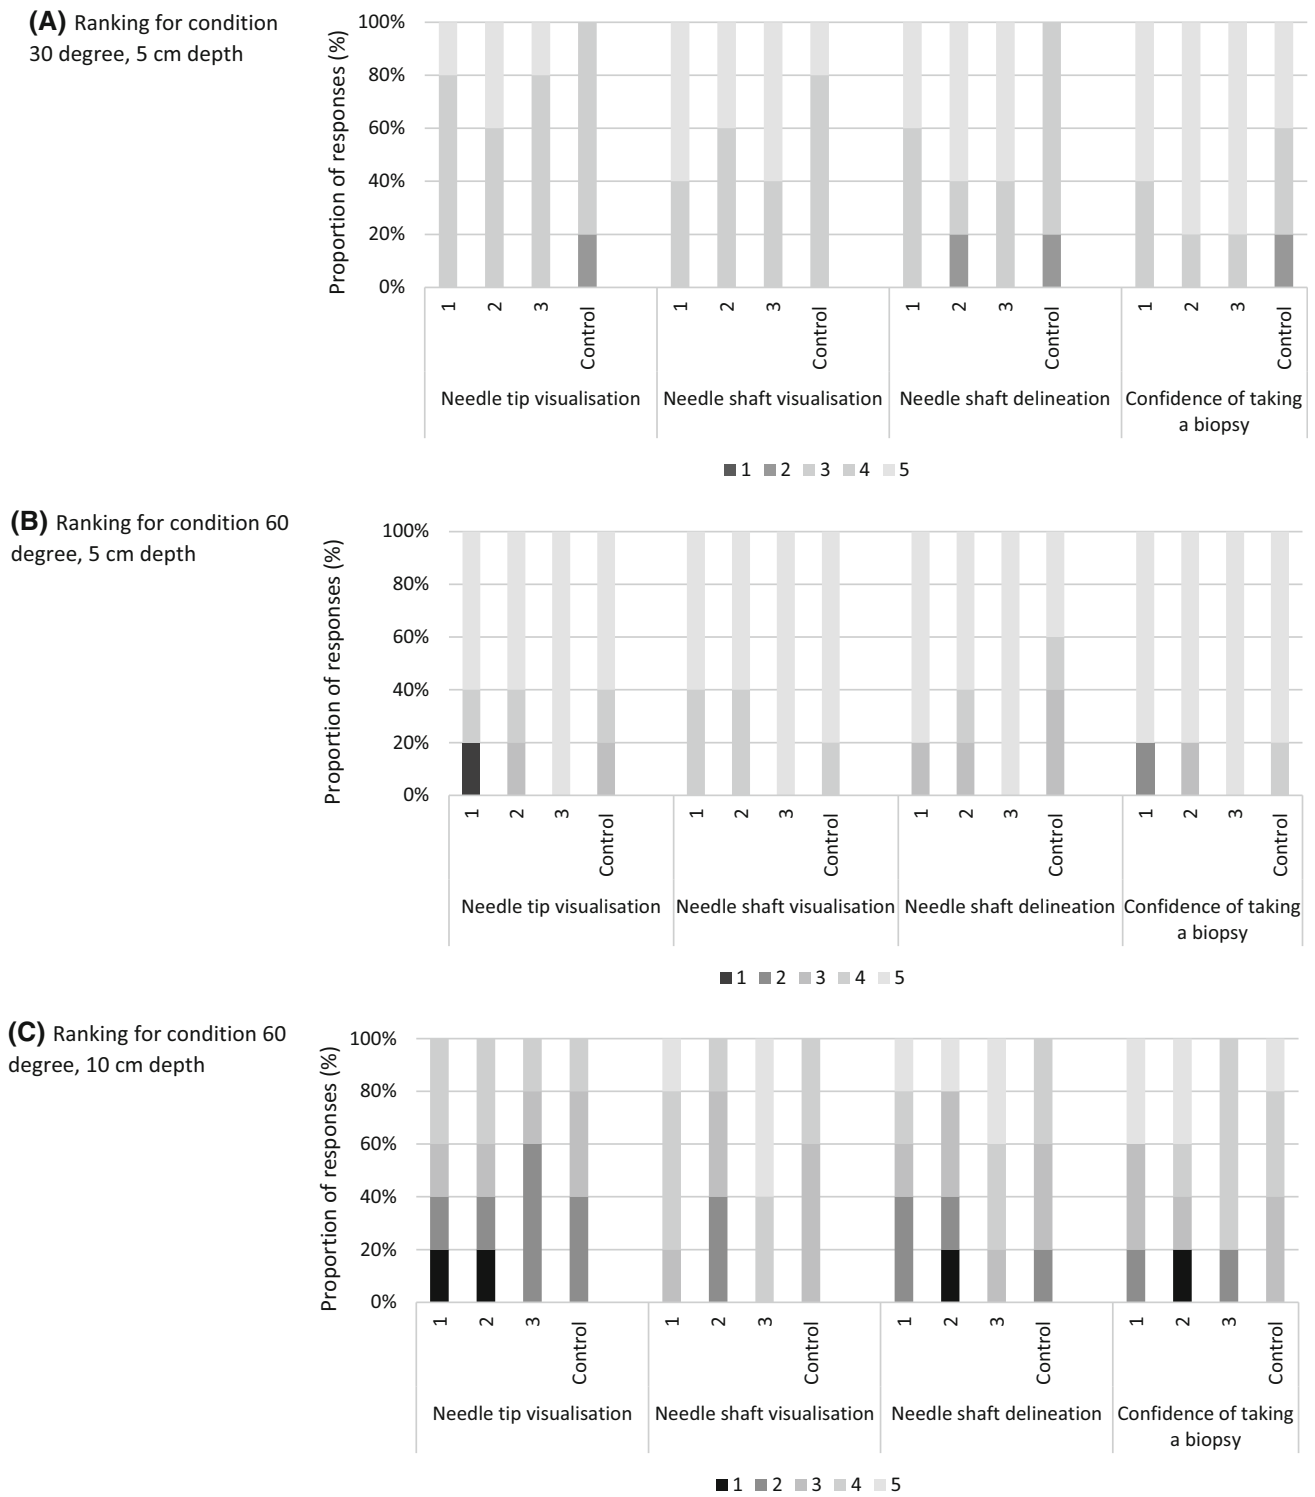 (A) Ranking for condition
30 degree, 5 cm depth
Proportion of responses (%)
100%
80%
60%
40%
20%
0%
1 2 3 Control 1 2 3 Control 1 2 3 Control 1 2 3 Control
Needle tip visualisation Needle shaft visualisation Needle shaft delineation Confidence of taking
a biopsy
1 2 3 4 5
(B) Ranking for condition 60
degree, 5 cm depth
Proportion of responses (%)
100%
80%
60%
40%
20%
0%
1 2 3 Control 1 2 3 Control 1 2 3 Control 1 2 3 Control
Needle tip visualisation Needle shaft visualisation Needle shaft delineation Confidence of taking
a biopsy
1 2 3 4 5
(C) Ranking for condition 60
degree, 10 cm depth
Proportion of responses (%)
100%
80%
60%
40%
20%
0%
1 2 3 Control 1 2 3 Control 1 2 3 Control 1 2 3 Control
Needle tip visualisation Needle shaft visualisation Needle shaft delineation Confidence of taking
a biopsy
1 2 3 4 5